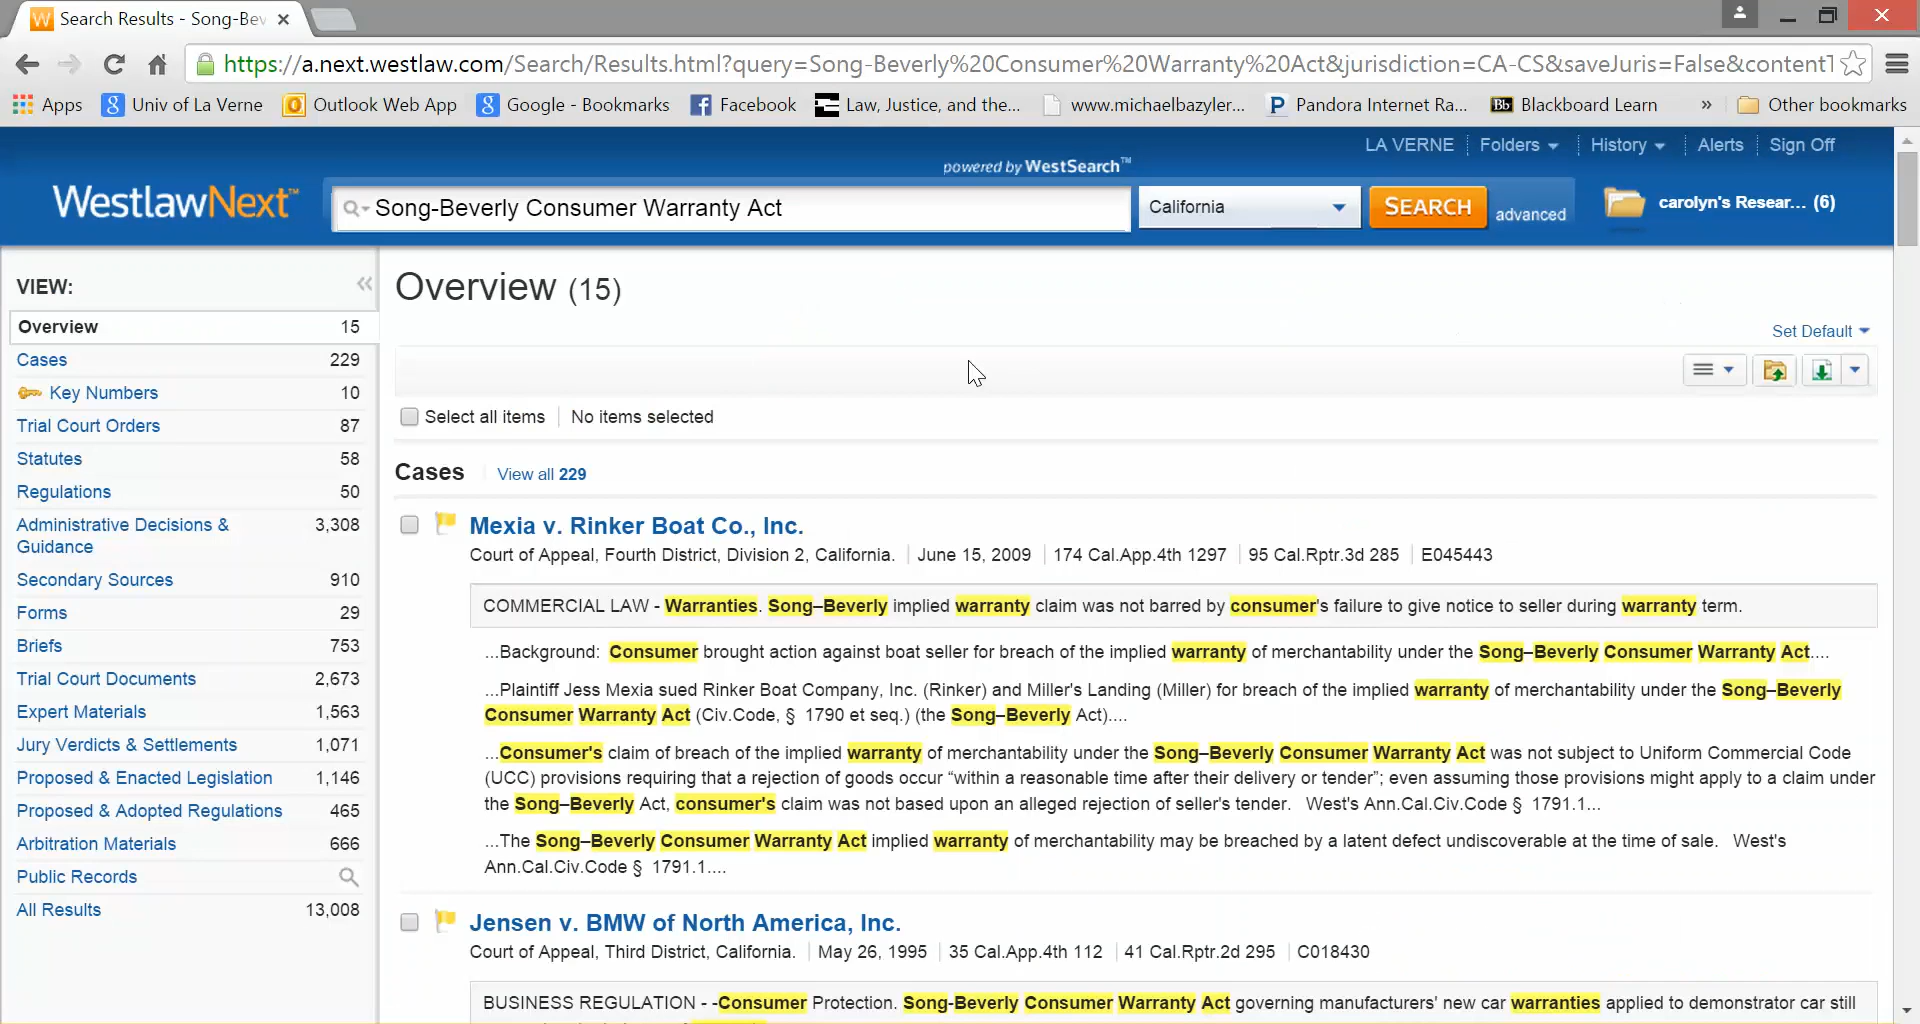 Search Results - Song-Bev
https://a.next.westlaw.com/Search/Results.html?query=Song-Beverly%20Consumer%20Warranty%20Act&jurisdiction=CA-CS&saveJuris=False&contentT
Apps Univ of La Verne Outlook Web App Google - Bookmarks Facebook Law, Justice, and the... www.michaelbazyler... Pandora Internet Ra... Bb Blackboard Learn » Other bookmarks
LA VERNE Folders History Alerts Sign Off
powered by WestSearch™
WestlawNext™ Song-Beverly Consumer Warranty Act California SEARCH advanced carolyn's Resear... (6)
VIEW:
Overview 15
Cases 229
Key Numbers 10
Trial Court Orders 87
Statutes 58
Regulations 50
Administrative Decisions & 3,308
Guidance
Secondary Sources 910
Forms 29
Briefs 753
Trial Court Documents 2,673
Expert Materials 1,563
Jury Verdicts & Settlements 1,071
Proposed & Enacted Legislation 1,146
Proposed & Adopted Regulations 465
Arbitration Materials 666
Public Records
All Results 13,008
Overview (15)
Set Default
Select all items No items selected
Cases View all 229
Mexia v. Rinker Boat Co., Inc.
Court of Appeal, Fourth District, Division 2, California. June 15, 2009 174 Cal.App.4th 1297 95 Cal.Rptr.3d 285 E045443
COMMERCIAL LAW - Warranties. Song–Beverly implied warranty claim was not barred by consumer's failure to give notice to seller during warranty term.
...Background: Consumer brought action against boat seller for breach of the implied warranty of merchantability under the Song–Beverly Consumer Warranty Act....
...Plaintiff Jess Mexia sued Rinker Boat Company, Inc. (Rinker) and Miller's Landing (Miller) for breach of the implied warranty of merchantability under the Song–Beverly
Consumer Warranty Act (Civ.Code, § 1790 et seq.) (the Song–Beverly Act)....
...Consumer's claim of breach of the implied warranty of merchantability under the Song–Beverly Consumer Warranty Act was not subject to Uniform Commercial Code
(UCC) provisions requiring that a rejection of goods occur “within a reasonable time after their delivery or tender”; even assuming those provisions might apply to a claim under
the Song–Beverly Act, consumer's claim was not based upon an alleged rejection of seller's tender. West's Ann.Cal.Civ.Code § 1791.1...
...The Song–Beverly Consumer Warranty Act implied warranty of merchantability may be breached by a latent defect undiscoverable at the time of sale. West's
Ann.Cal.Civ.Code § 1791.1....
Jensen v. BMW of North America, Inc.
Court of Appeal, Third District, California. May 26, 1995 35 Cal.App.4th 112 41 Cal.Rptr.2d 295 C018430
BUSINESS REGULATION - -Consumer Protection. Song-Beverly Consumer Warranty Act governing manufacturers' new car warranties applied to demonstrator car still